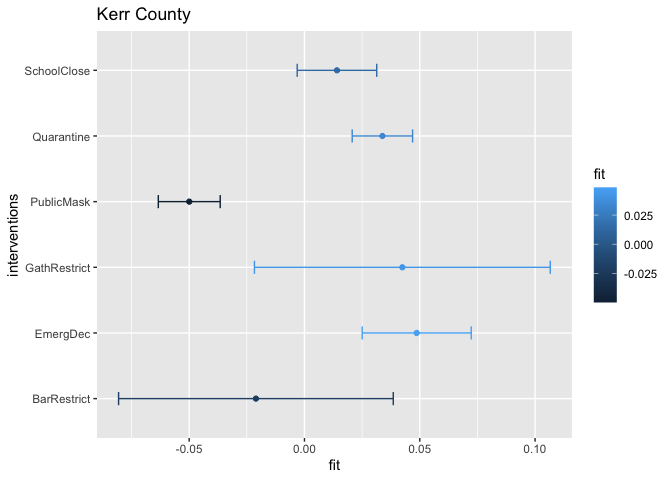 Kerr County
SchoolClose
Quarantine
PublicMask
GathRestrict
EmergDec
BarRestrict
interventions
-0.05
0.00
0.05
0.10
fit
fit
0.025
0.000
-0.025